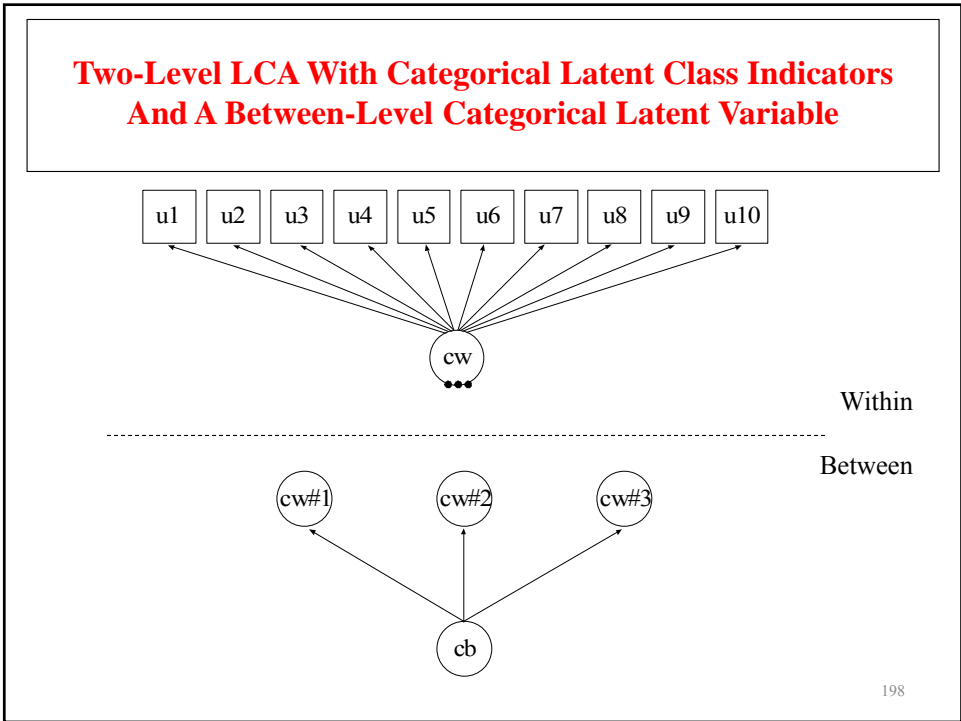 Two-Level LCA With Categorical Latent Class Indicators
And A Between-Level Categorical Latent Variable
u1 u2 u3 u4 u5 u6 u7 u8 u9 u10
cw
Within
Between
cw#1 cw#2 cw#3
cb
198